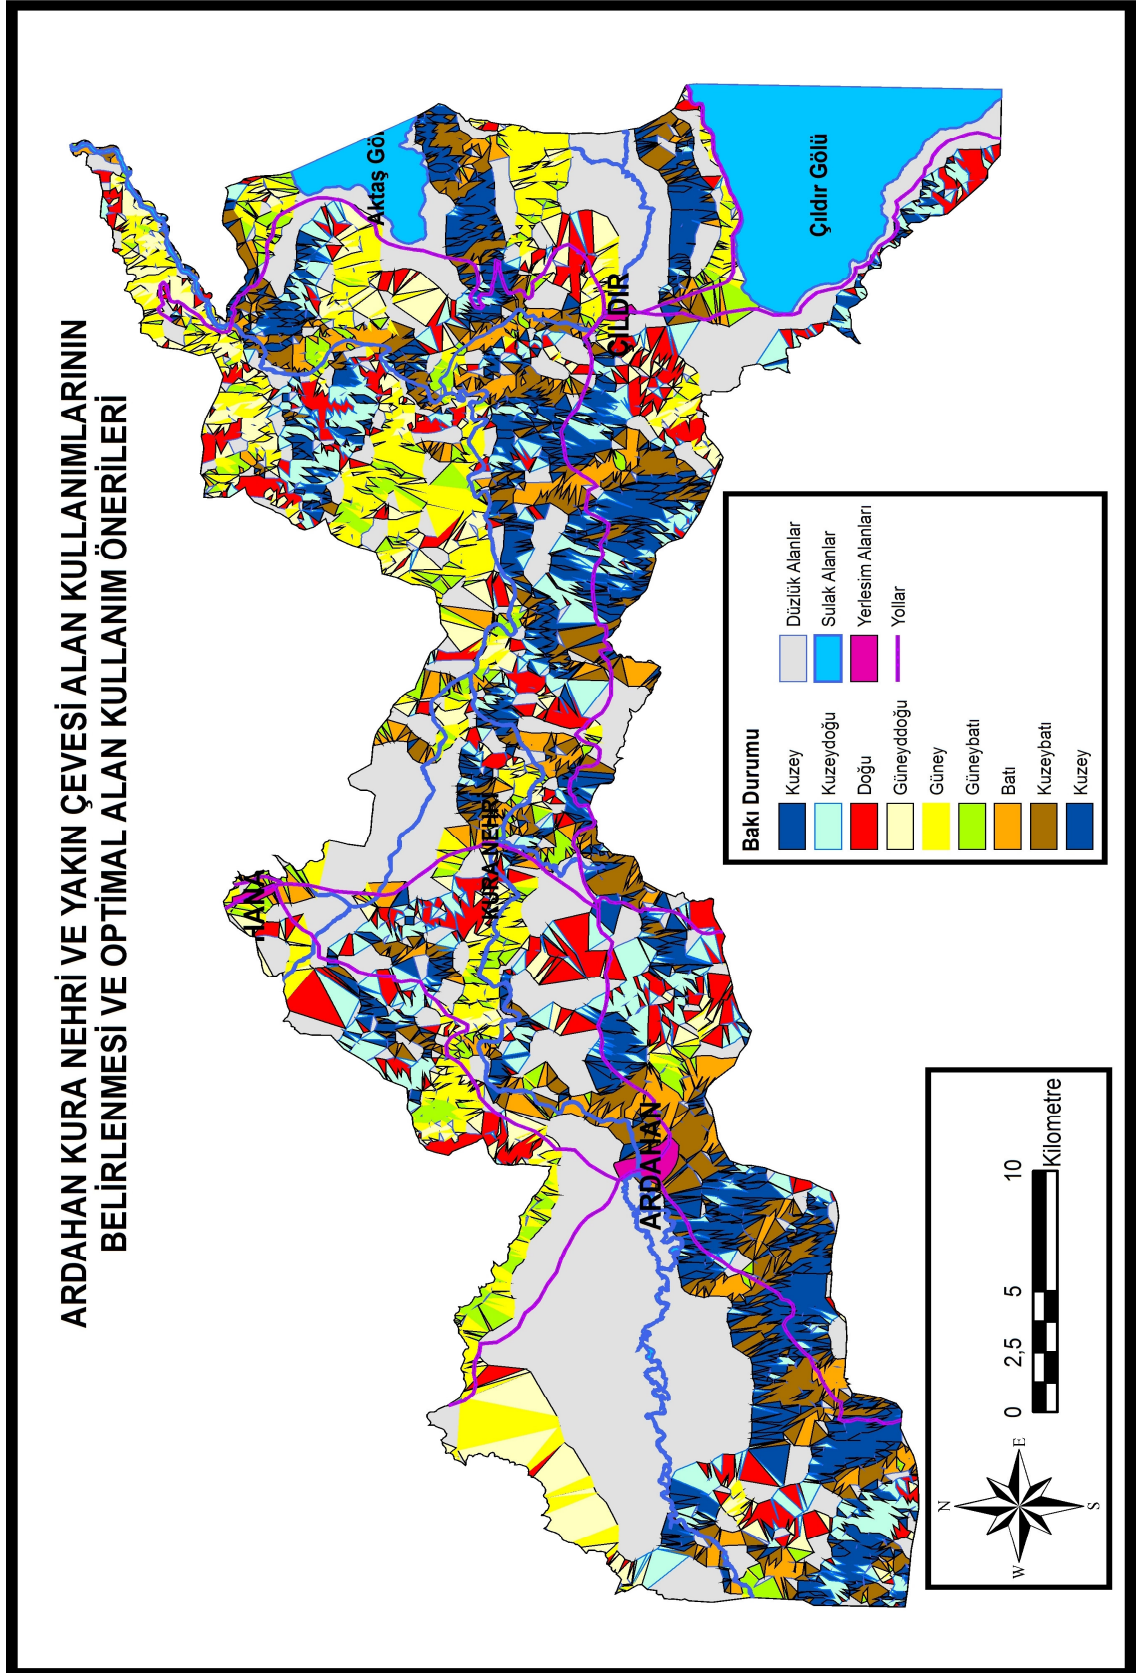 ARDAHAN KURA NEHRİ VE YAKIN ÇEVESİ ALAN KULLANIMLARININ
BELİRLENMESİ VE OPTİMAL ALAN KULLANIM ÖNERİLERİ
Aktaş Göl
Çıldır Gölü
ÇILDIR
HANA
KURA NEHRİ
ARDAHAN
Bakı Durumu
Kuzey
Kuzeydoğu
Doğu
Güneyddoğu
Güney
Güneybatı
Batı
Kuzeybatı
Kuzey
Düzlük Alanlar
Sulak Alanlar
Yerlesim Alanları
Yollar
N
W
E
S
0 2,5 5 10
Kilometre